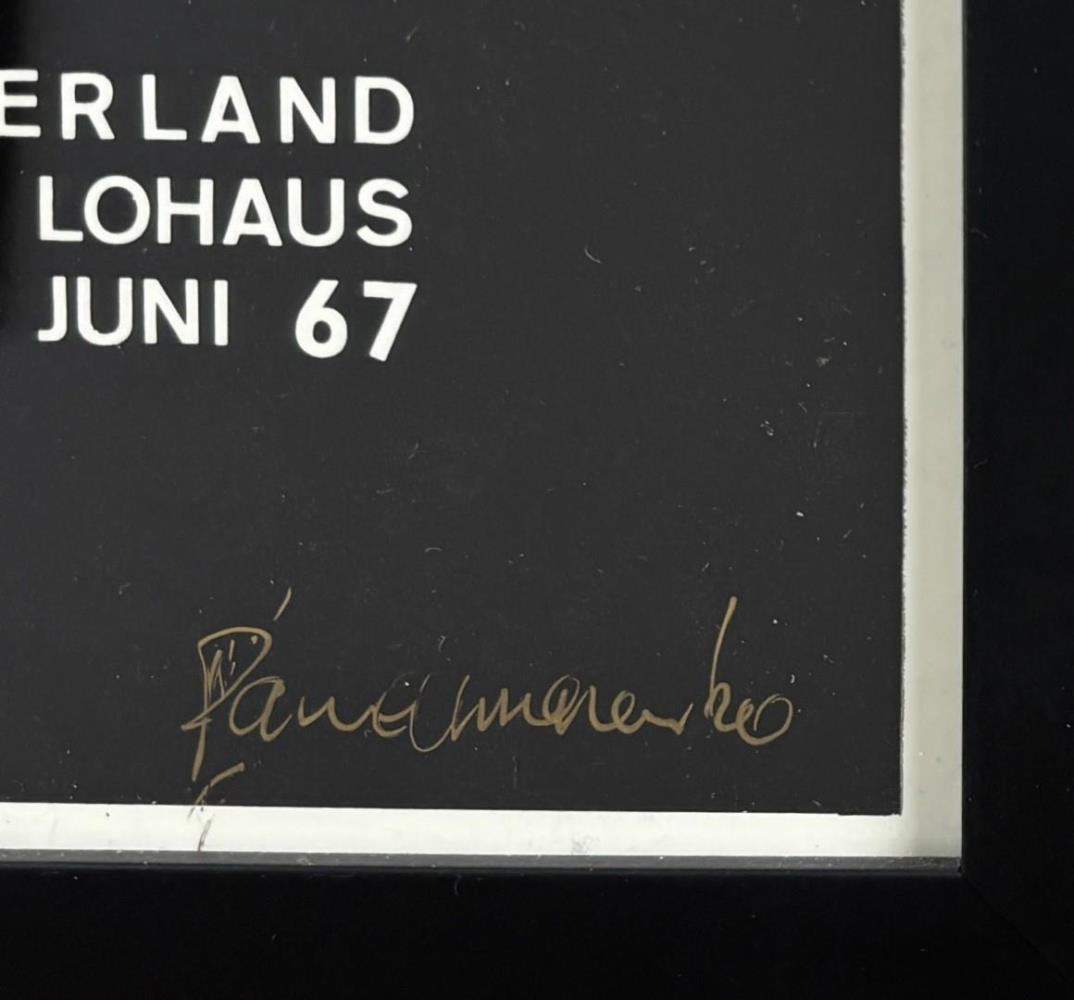 ERLAND
LOHAUS
JUNI 67
Panamarenko